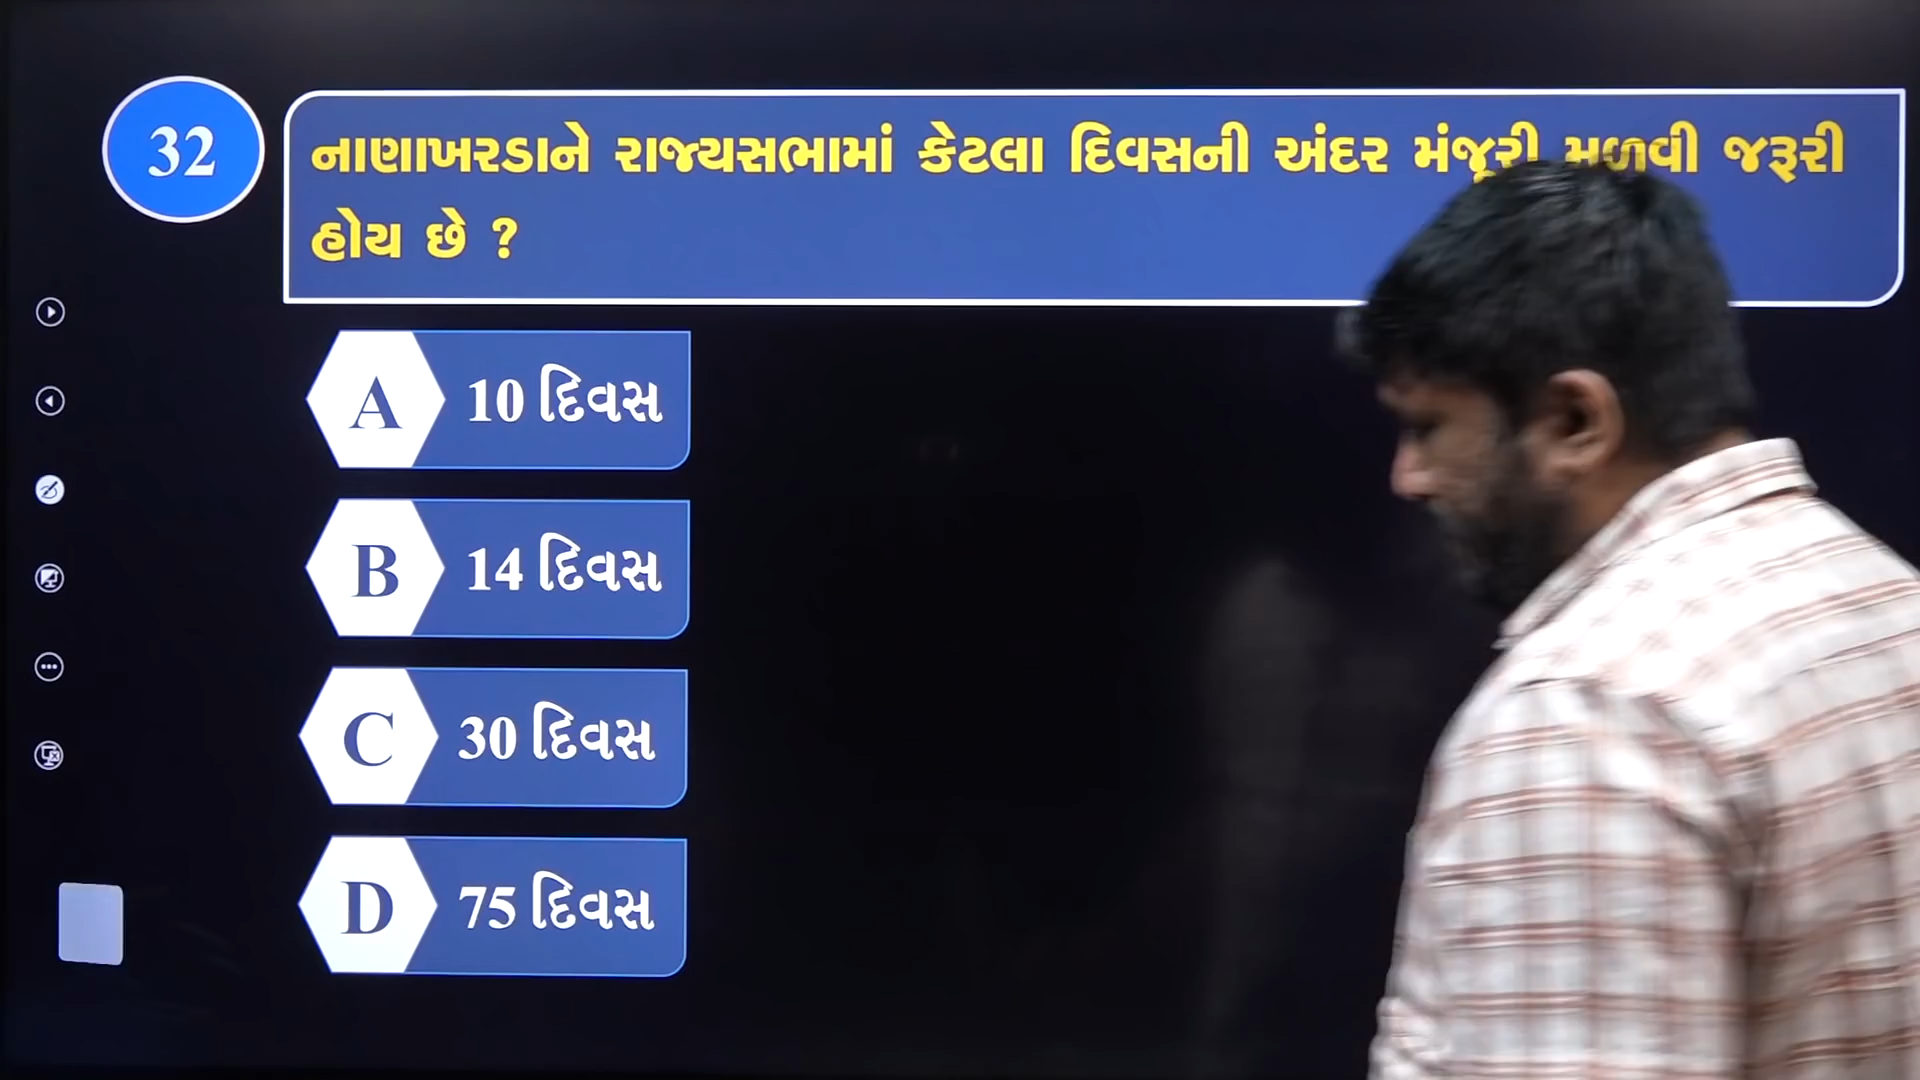 32
નાણાખરડાને રાજ્યસભામાં કેટલા દિવસની અંદર મંજૂરી મળવી જરૂરી
હોય છે ?
A 10 દિવસ
B 14 દિવસ
C 30 દિવસ
D 75 દિવસ